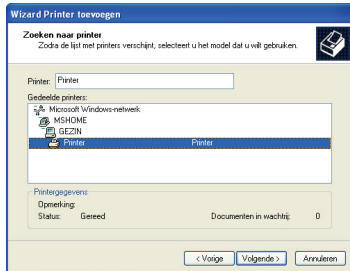 Wizard Printer toevoegen
Zoeken naar printer
Zodra de lijst met printers verschijnt, selecteert u het model dat u wilt gebruiken.
Printer: Printer
Gedeelde printers:
Microsoft Windows-netwerk
MSHOME
GEZIN
Printer Printer
Printergegevens
Opmerking:
Status: Gereed Documenten in wachtrij: 0
< Vorige Volgende > Annuleren